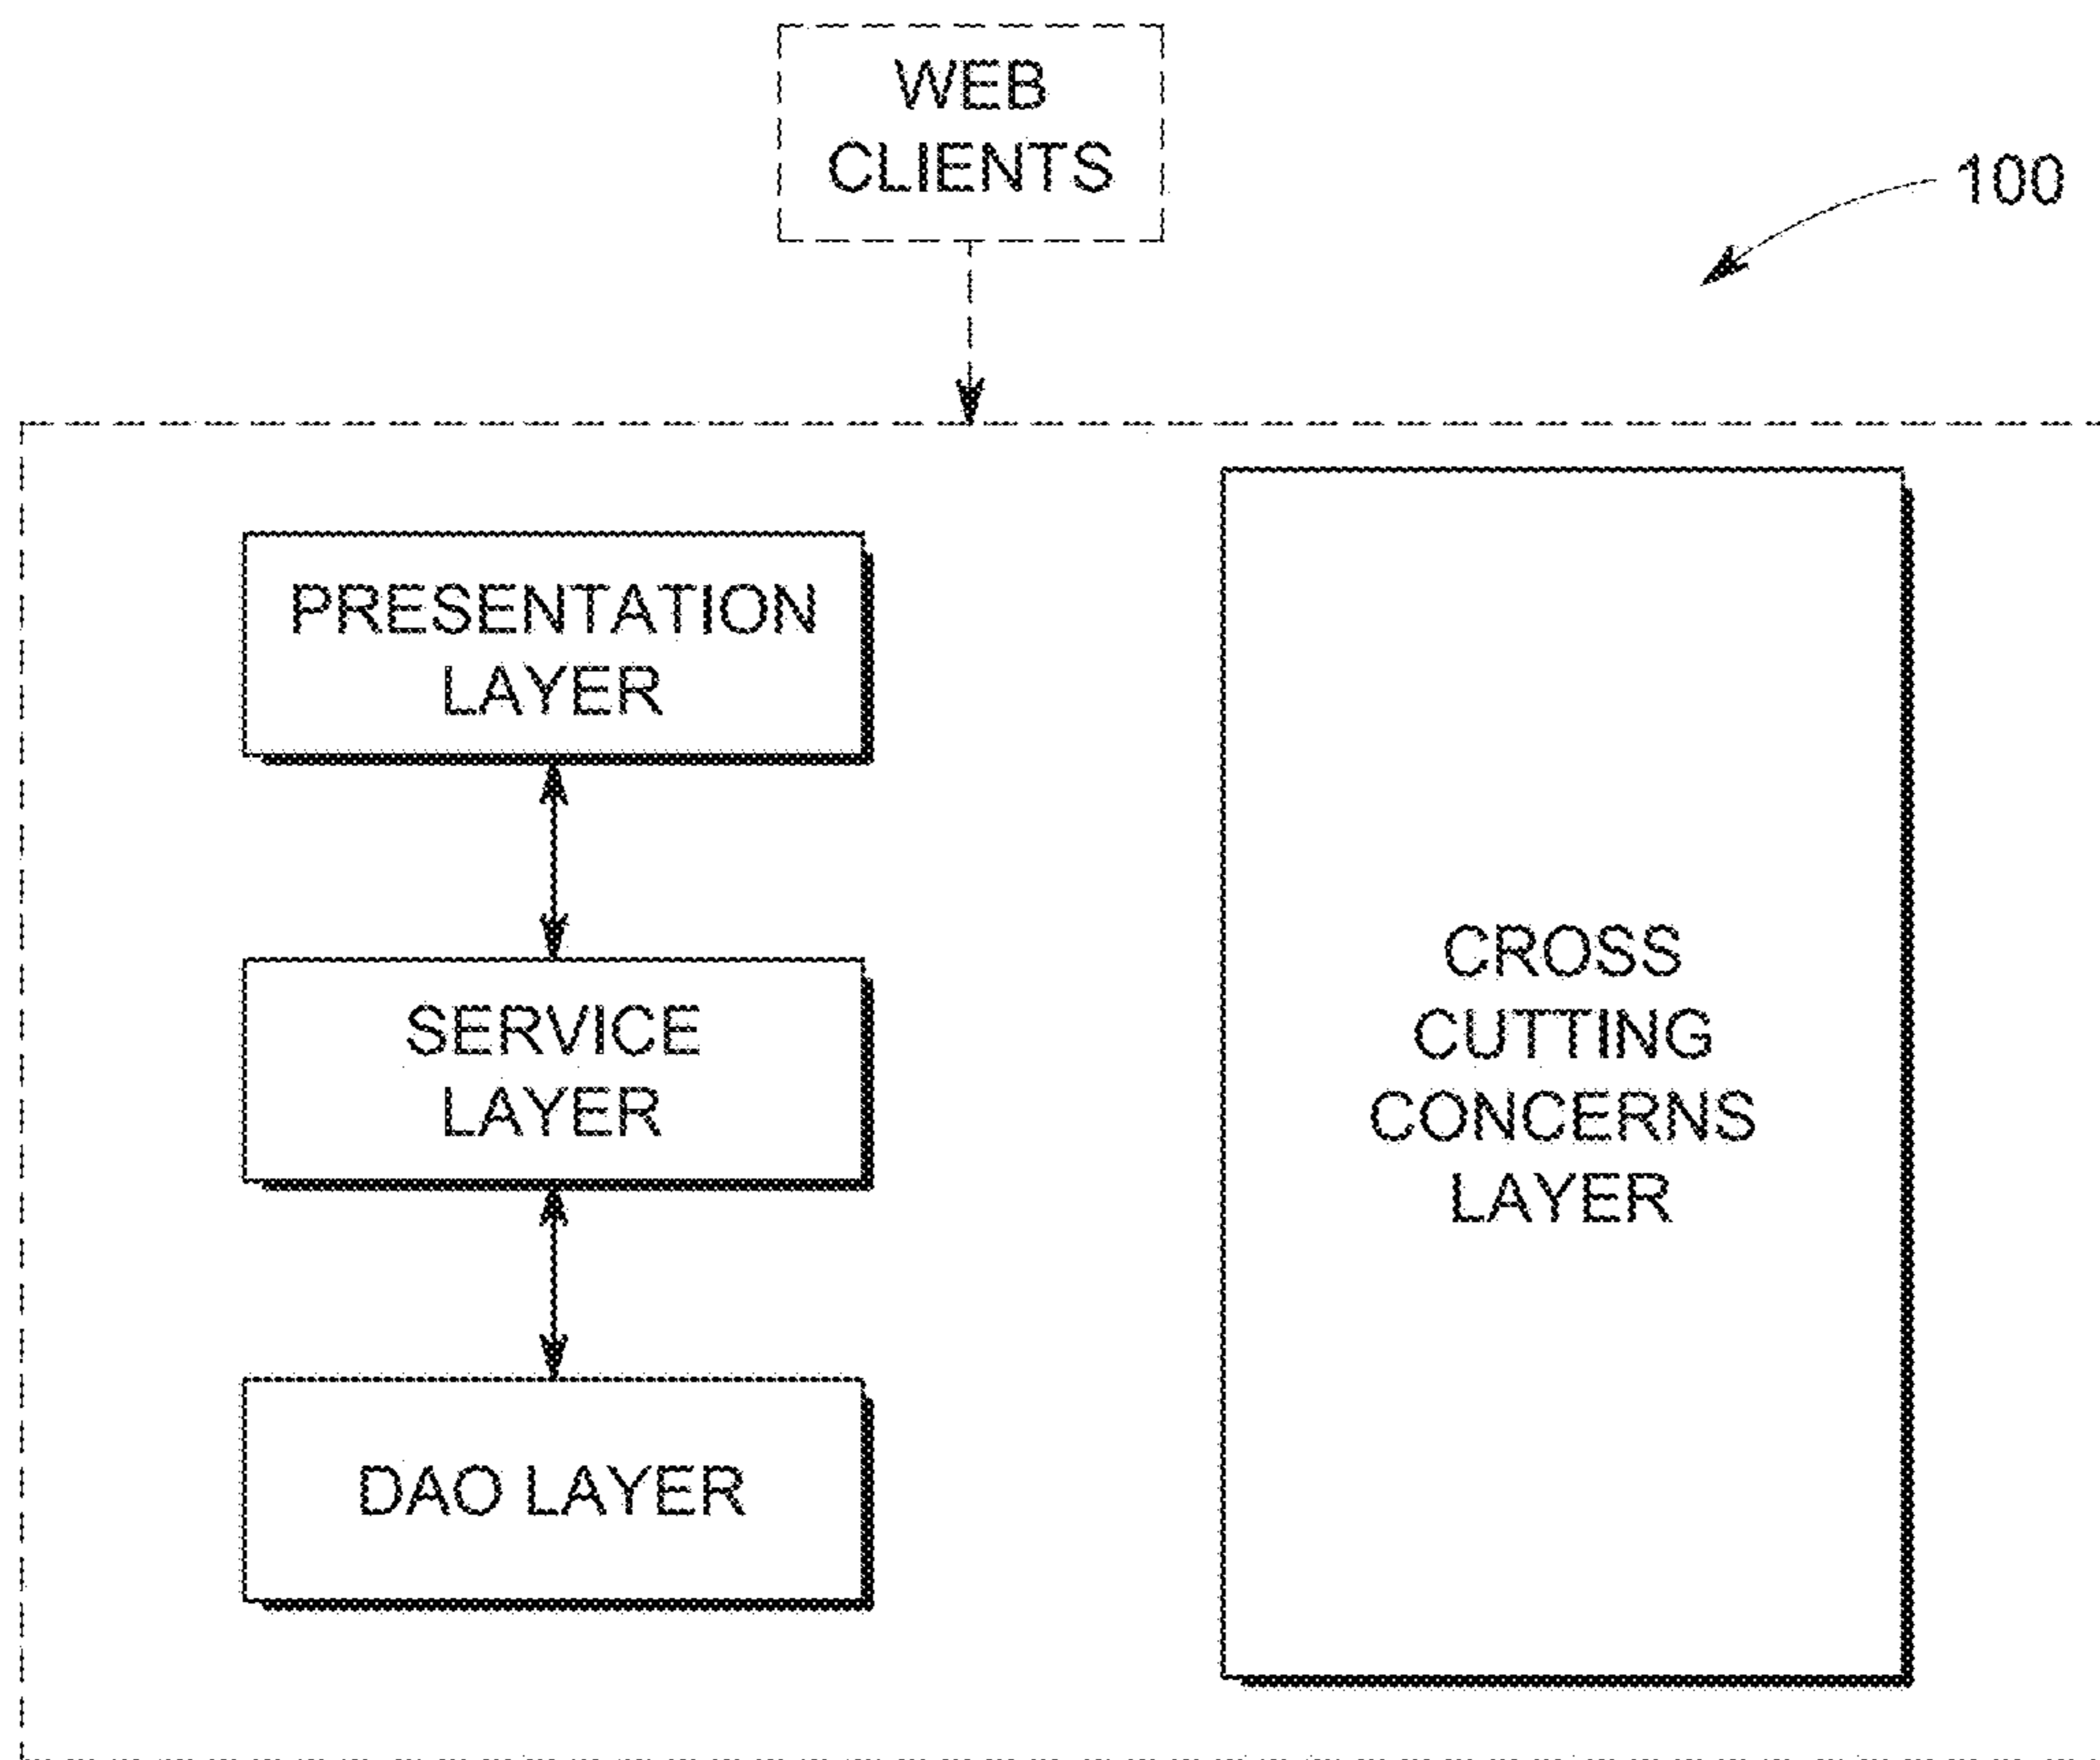 WEB
CLIENTS
100
PRESENTATION
LAYER
SERVICE
LAYER
DAO LAYER
CROSS
CUTTING
CONCERNS
LAYER